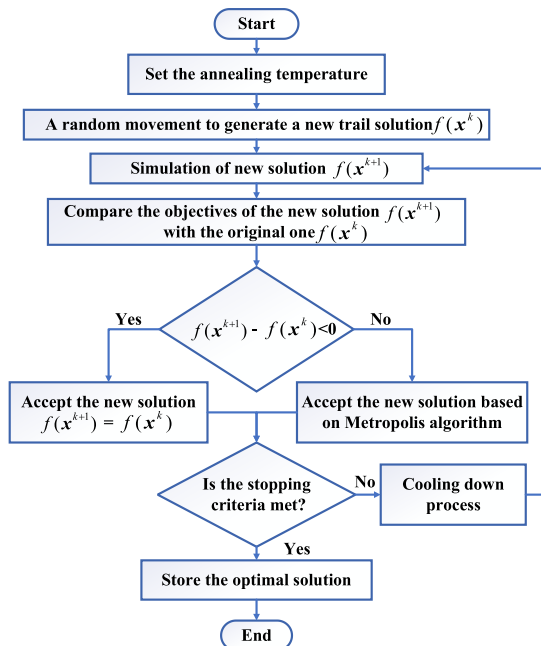 Start
Set the annealing temperature
A random movement to generate a new trail solution f(x^k)
Simulation of new solution f(x^{k+1})
Compare the objectives of the new solution f(x^{k+1})
with the original one f(x^k)
f(x^{k+1}) - f(x^k)<0
Yes
No
Accept the new solution
f(x^{k+1}) = f(x^k)
Accept the new solution based
on Metropolis algorithm
Is the stopping
criteria met?
No
Cooling down
process
Yes
Store the optimal solution
End